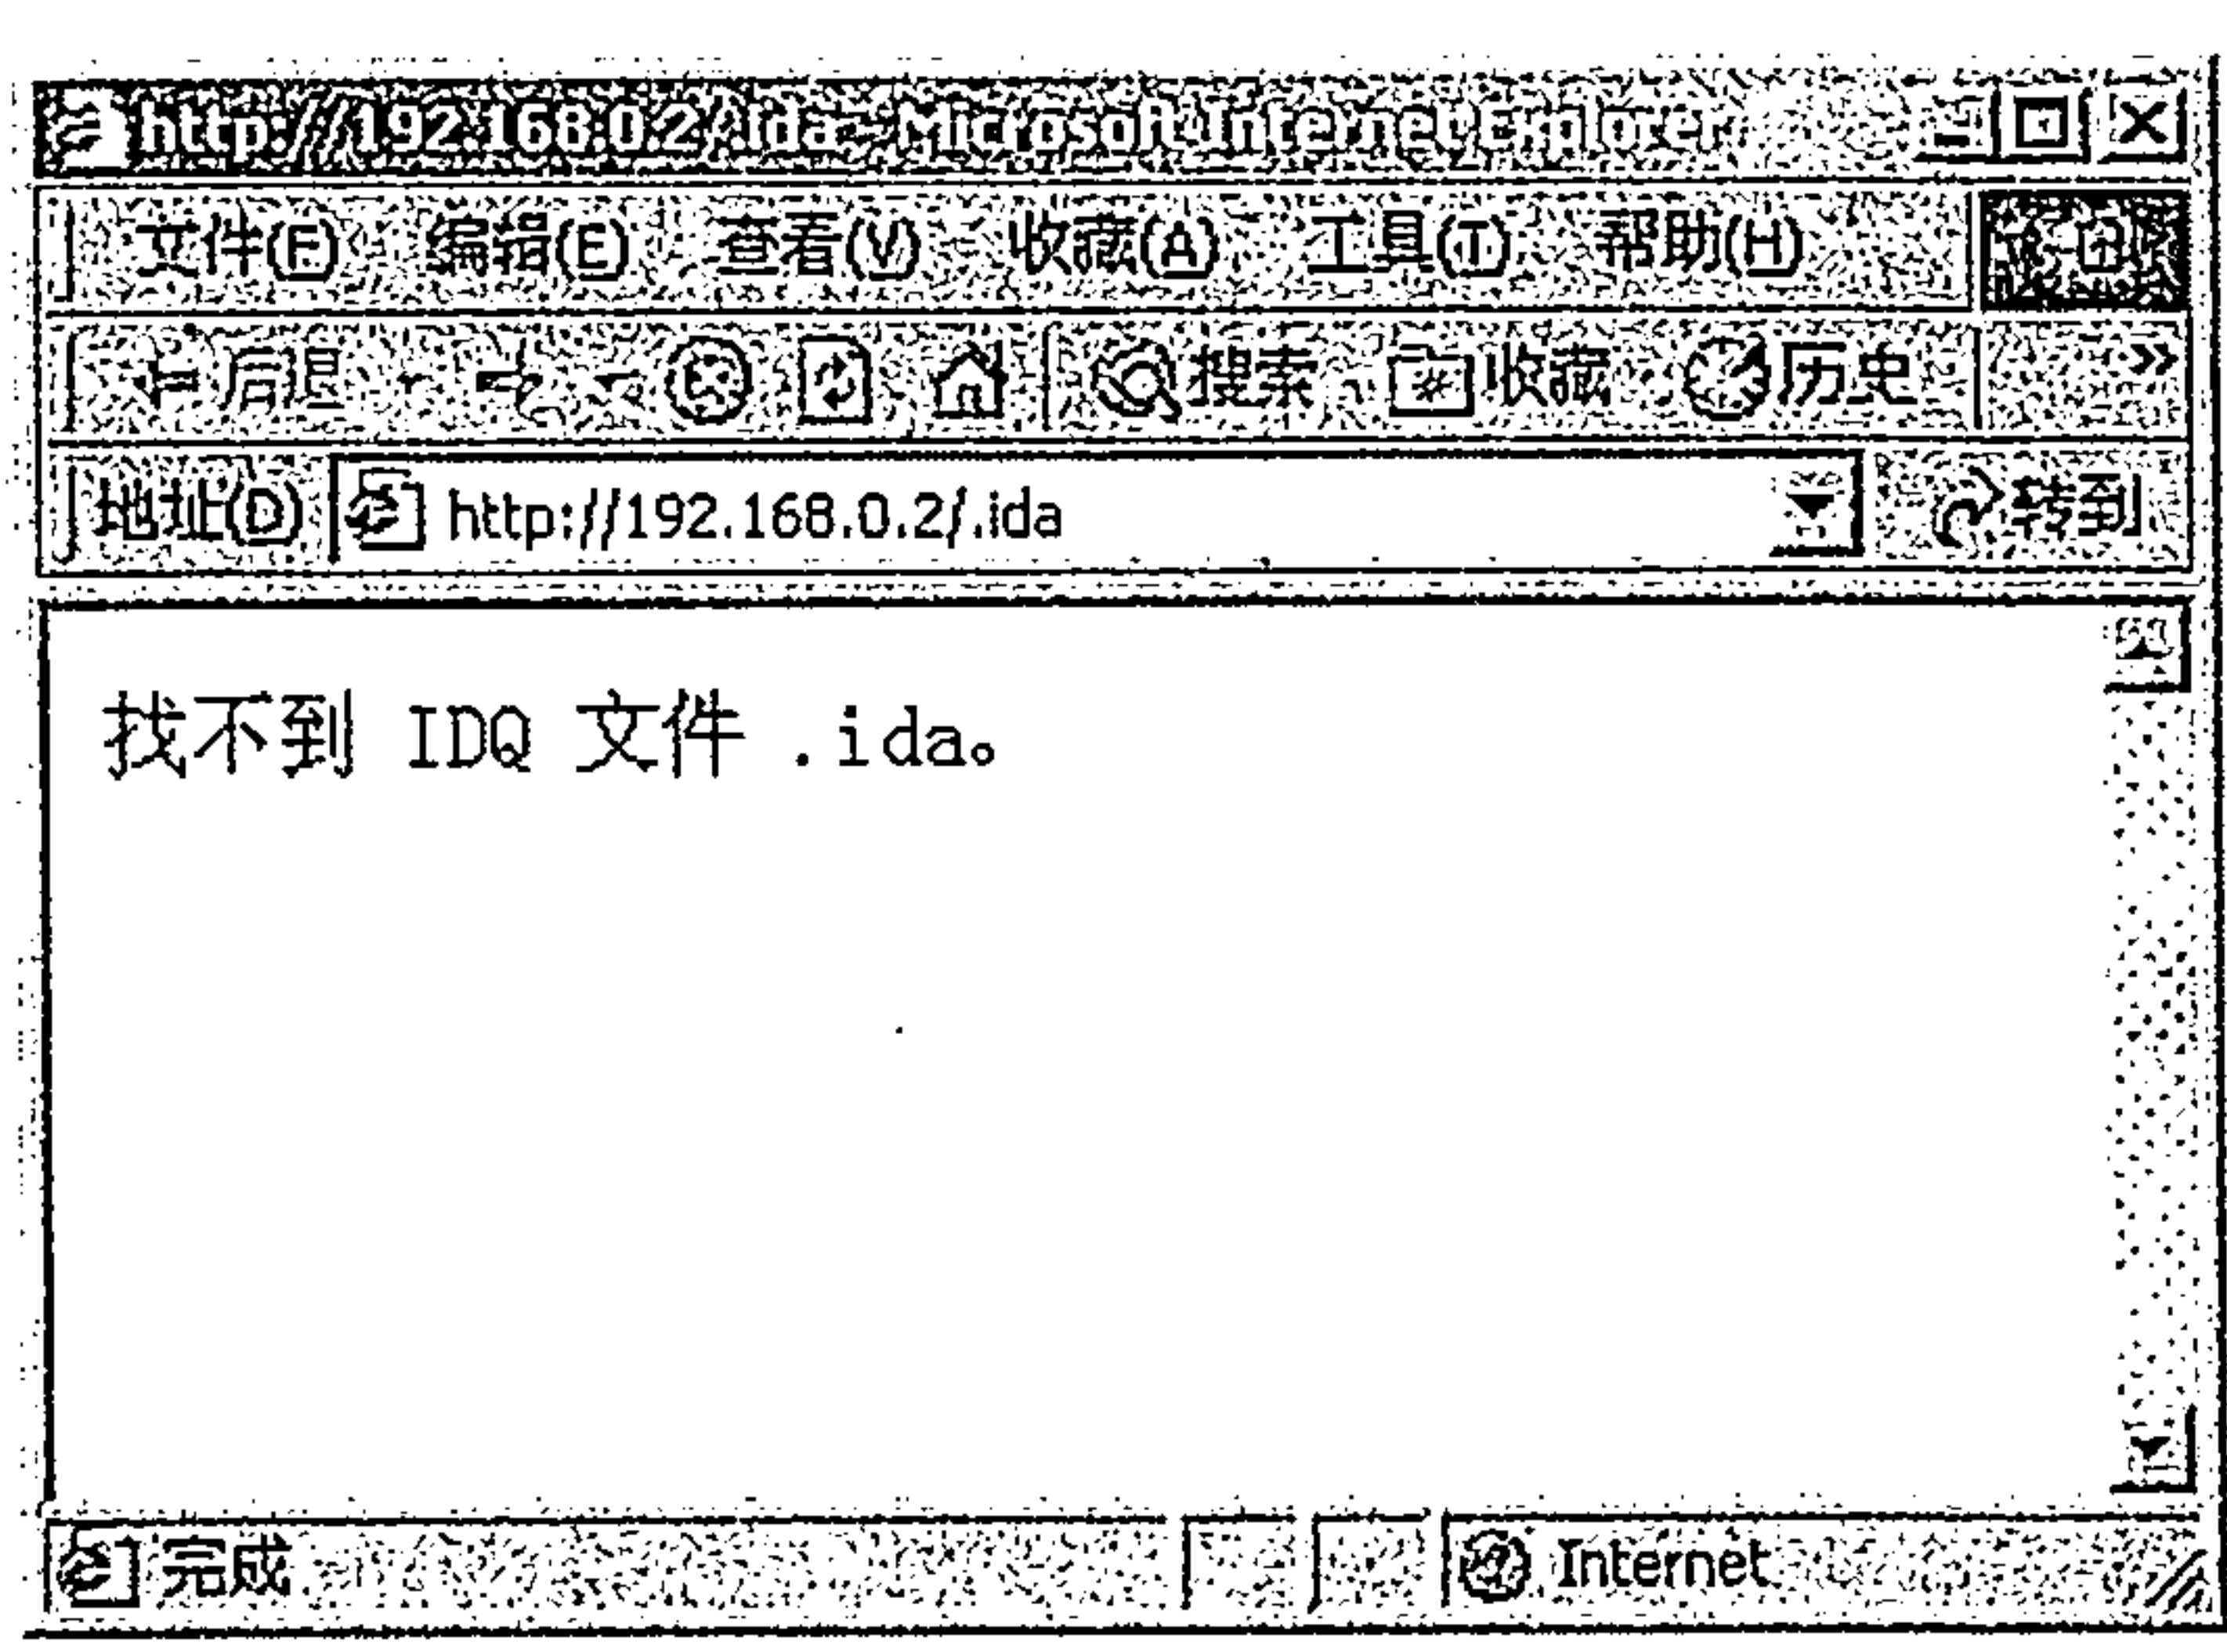 http://192.168.0.2/.ida - Microsoft Internet Explorer
文件(F) 编辑(E) 查看(V) 收藏(A) 工具(T) 帮助(H)
后退 搜索 收藏 历史 »
地址(D) http://192.168.0.2/.ida 转到
找不到 IDQ 文件 .ida。
完成 Internet